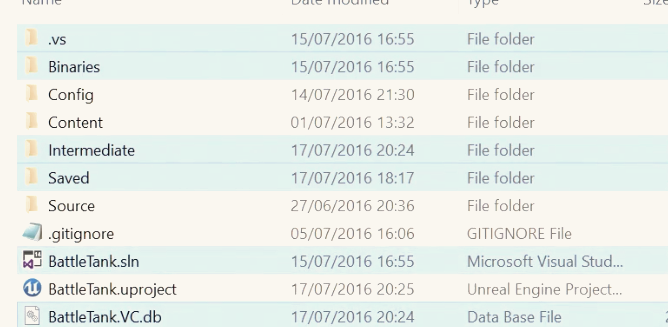 Name Date modified Type Size
.vs 15/07/2016 16:55 File folder
Binaries 15/07/2016 16:55 File folder
Config 14/07/2016 21:30 File folder
Content 01/07/2016 13:32 File folder
Intermediate 17/07/2016 20:24 File folder
Saved 17/07/2016 18:17 File folder
Source 27/06/2016 20:36 File folder
.gitignore 05/07/2016 16:06 GITIGNORE File
BattleTank.sln 15/07/2016 16:55 Microsoft Visual Stud...
BattleTank.uproject 17/07/2016 20:25 Unreal Engine Project...
BattleTank.VC.db 17/07/2016 20:24 Data Base File